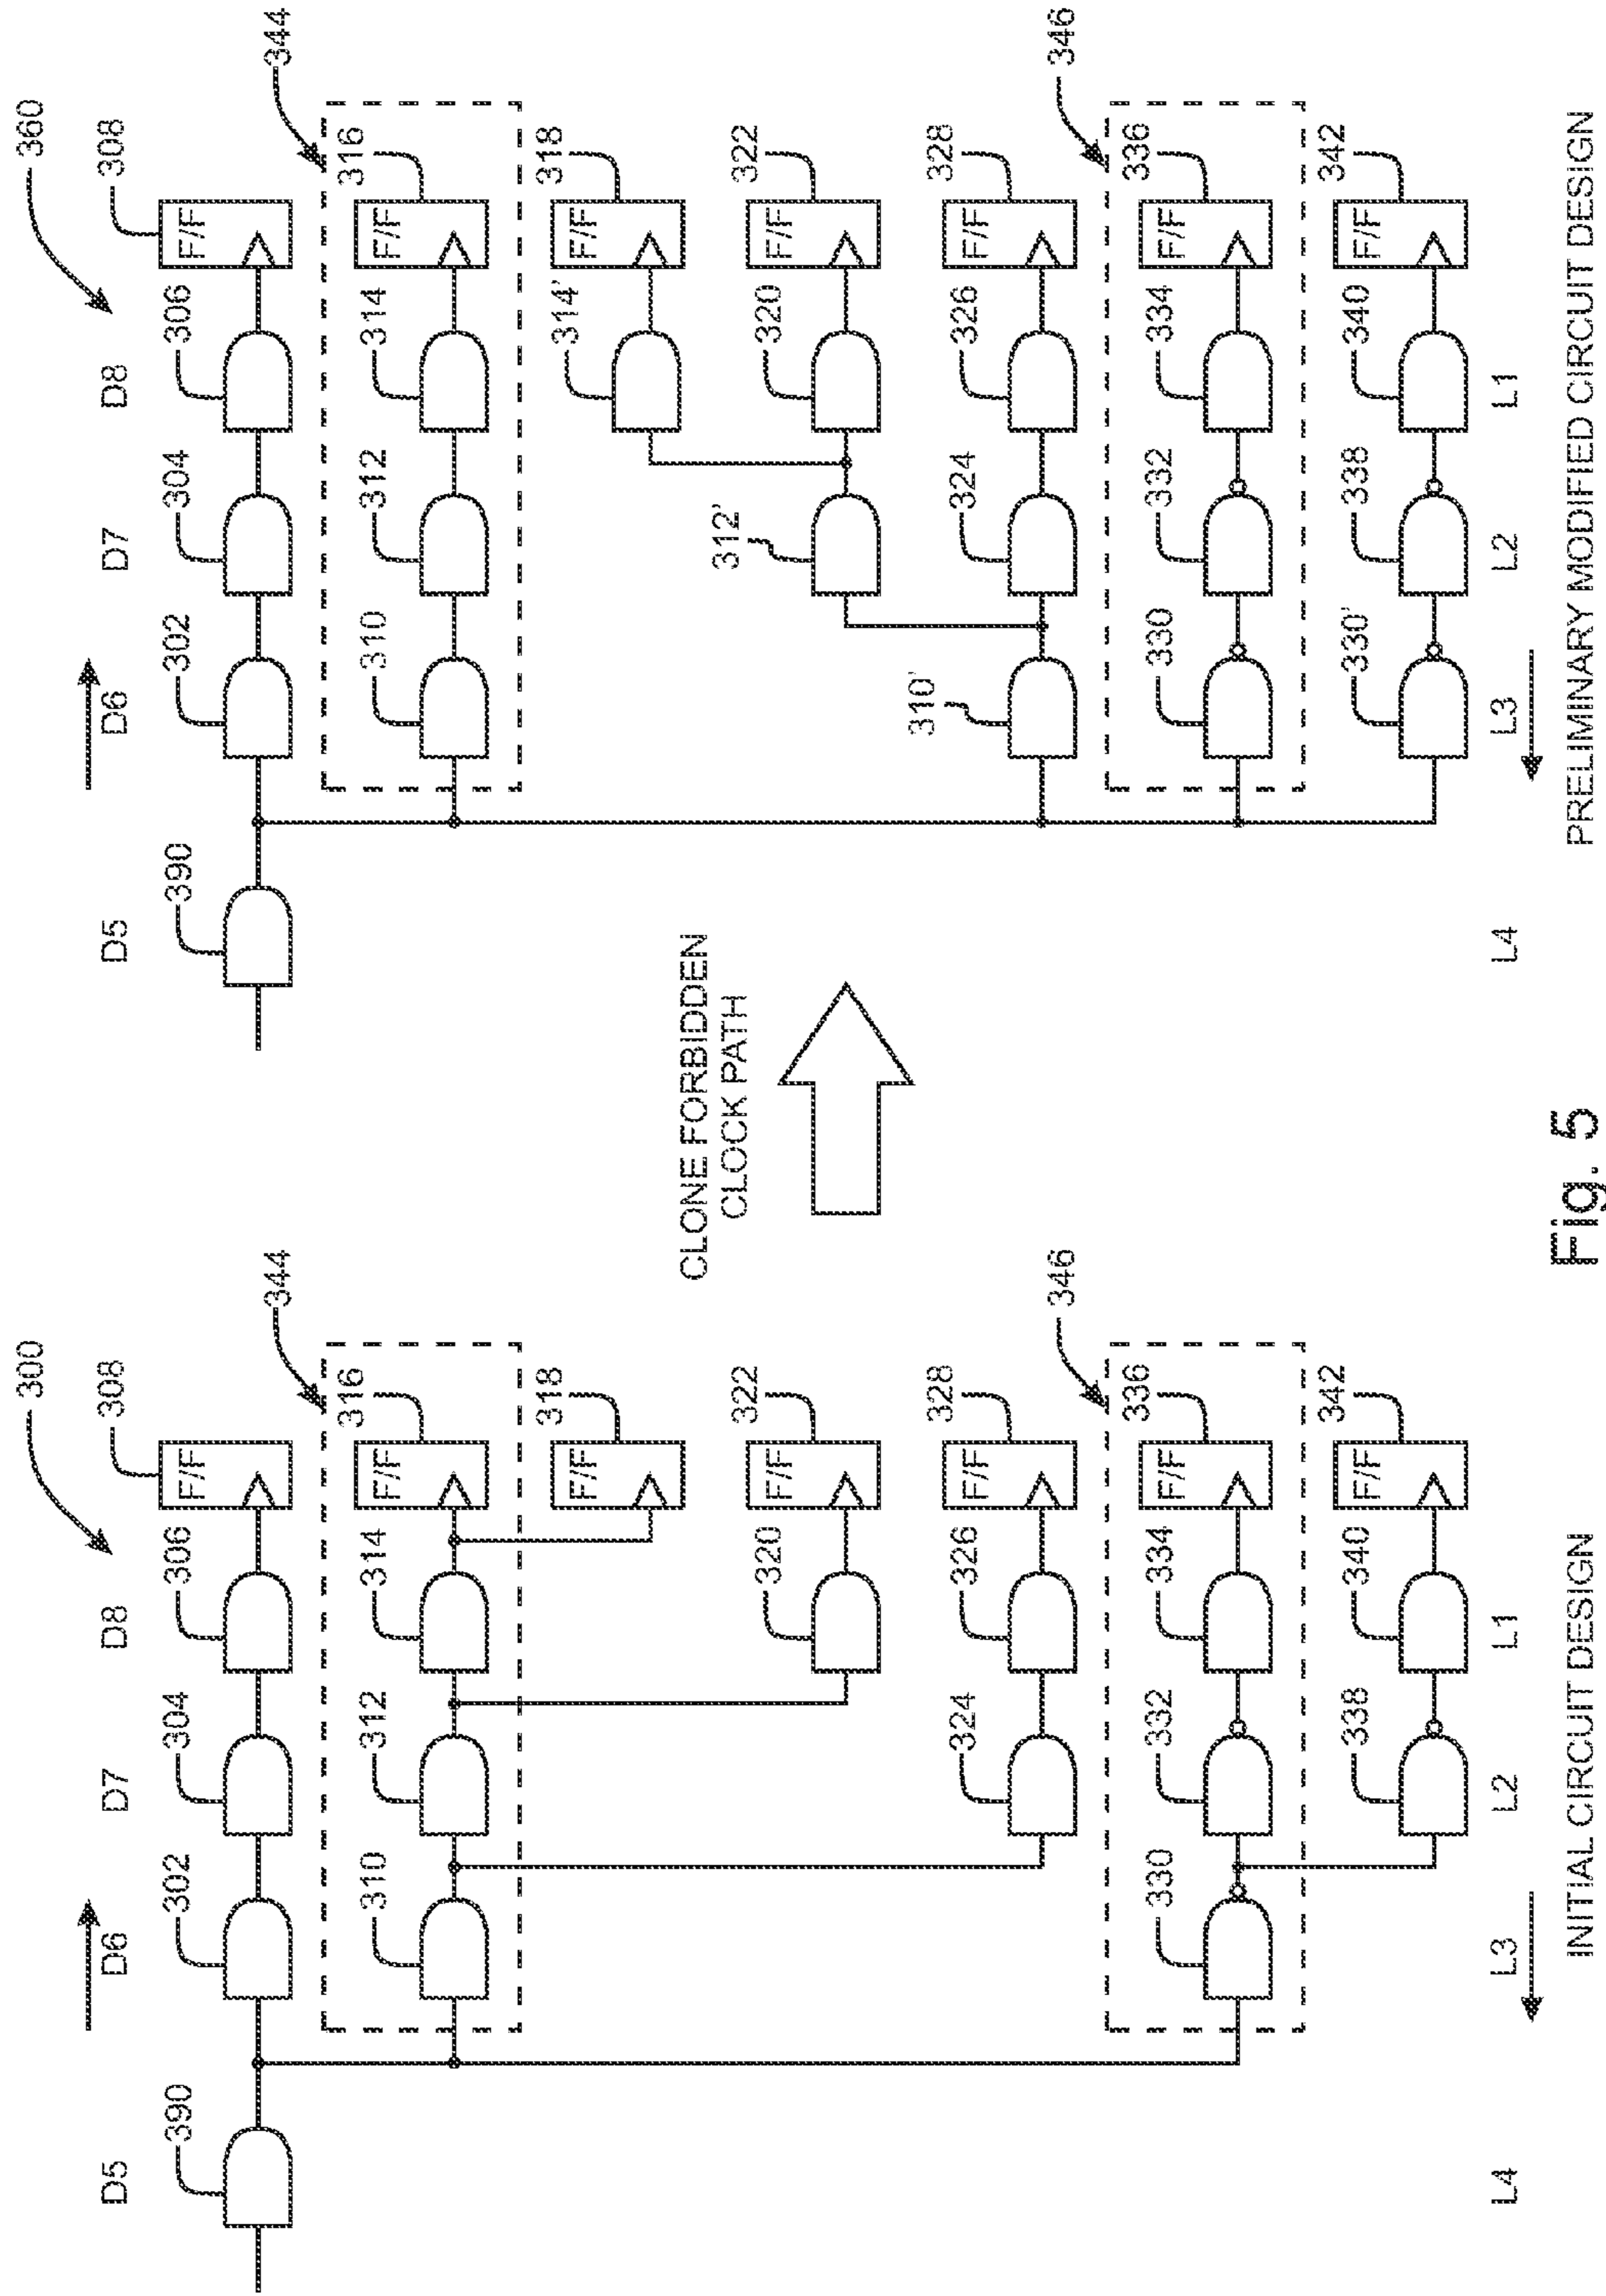 300
D5
D6
D7
D8
390
302
304
306
308
F/F
344
310
312
314
316
F/F
318
F/F
320
322
F/F
324
326
328
F/F
346
330
332
334
336
F/F
338
340
342
F/F
L4
L3
L2
L1
INITIAL CIRCUIT DESIGN
CLONE FORBIDDEN
CLOCK PATH
360
D5
D6
D7
D8
390
302
304
306
308
F/F
344
310
312
314
316
F/F
314'
318
F/F
312'
320
322
F/F
310'
324
326
328
F/F
346
330
332
334
336
F/F
330'
338
340
342
F/F
L4
L3
L2
L1
PRELIMINARY MODIFIED CIRCUIT DESIGN
Fig. 5